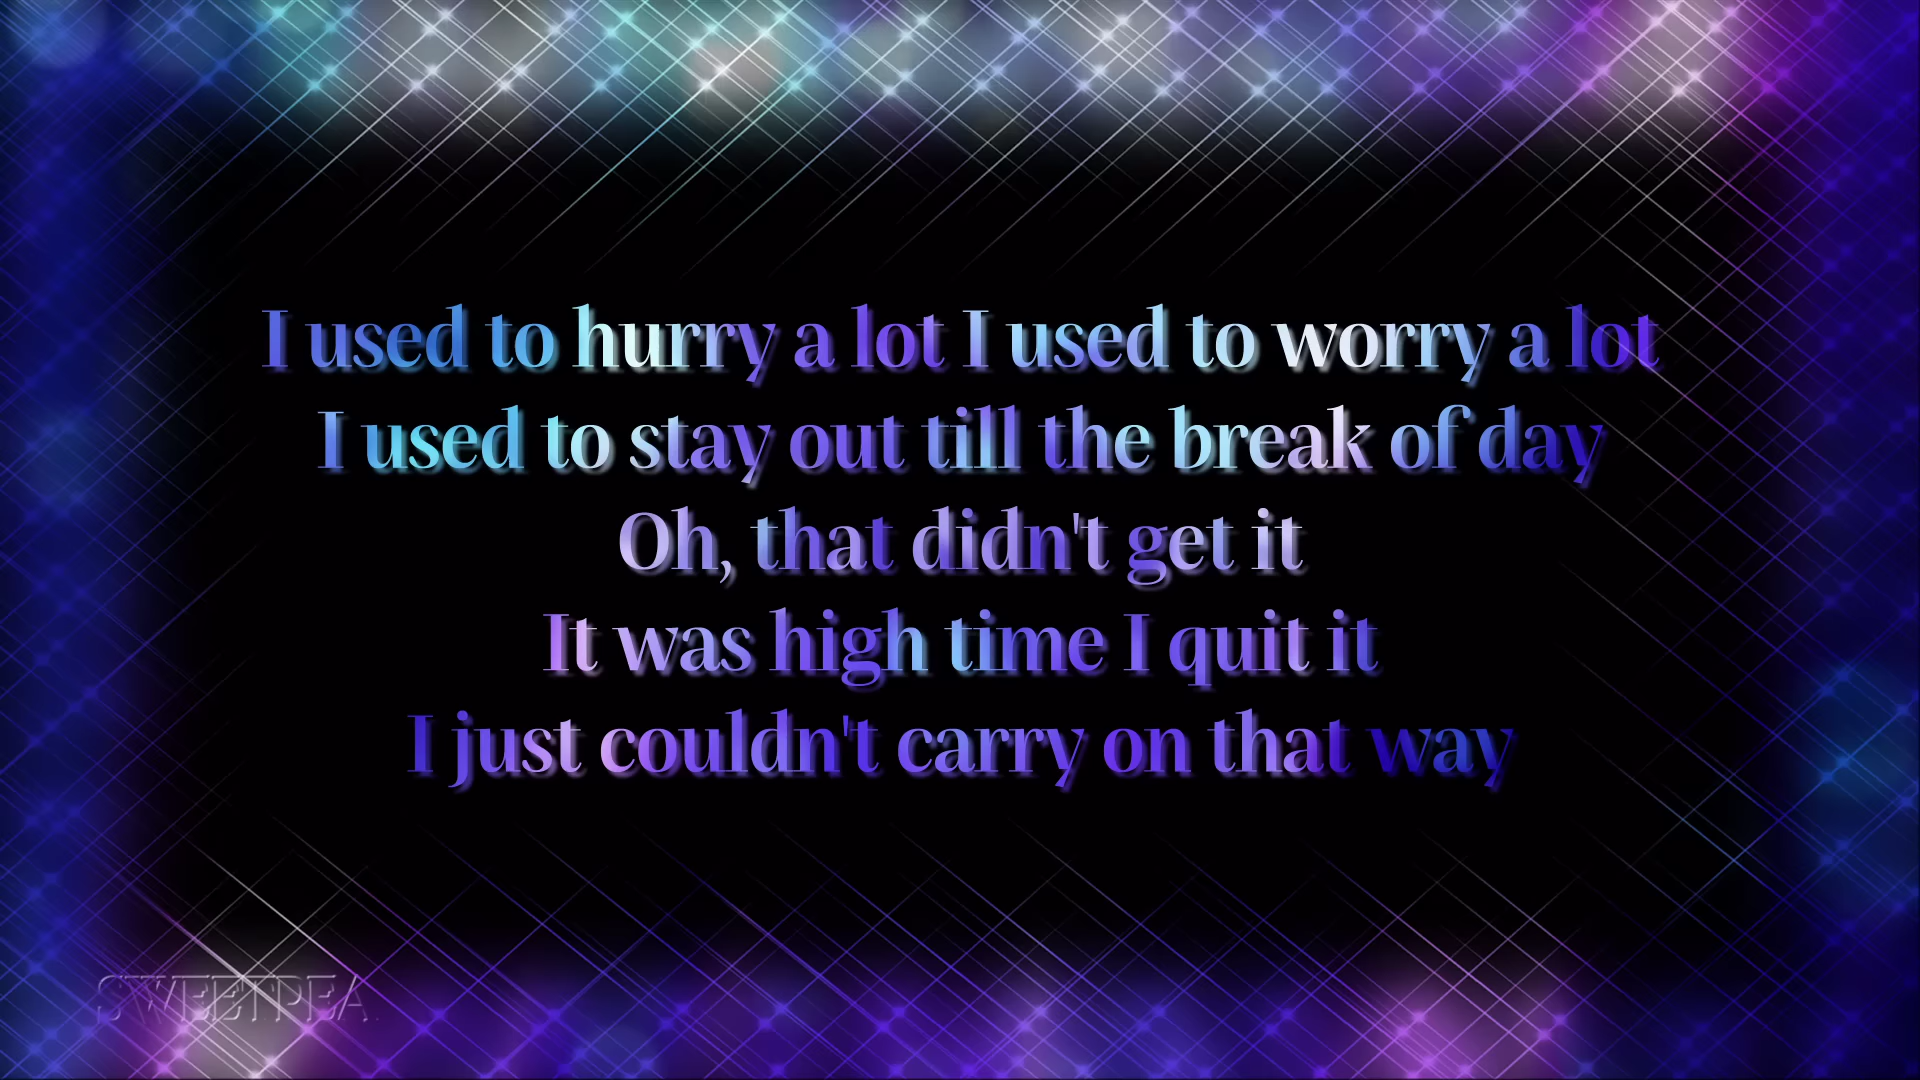 I used to hurry a lot I used to worry a lot
I used to stay out till the break of day
Oh, that didn't get it
It was high time I quit it
I just couldn't carry on that way
SWEETPEA